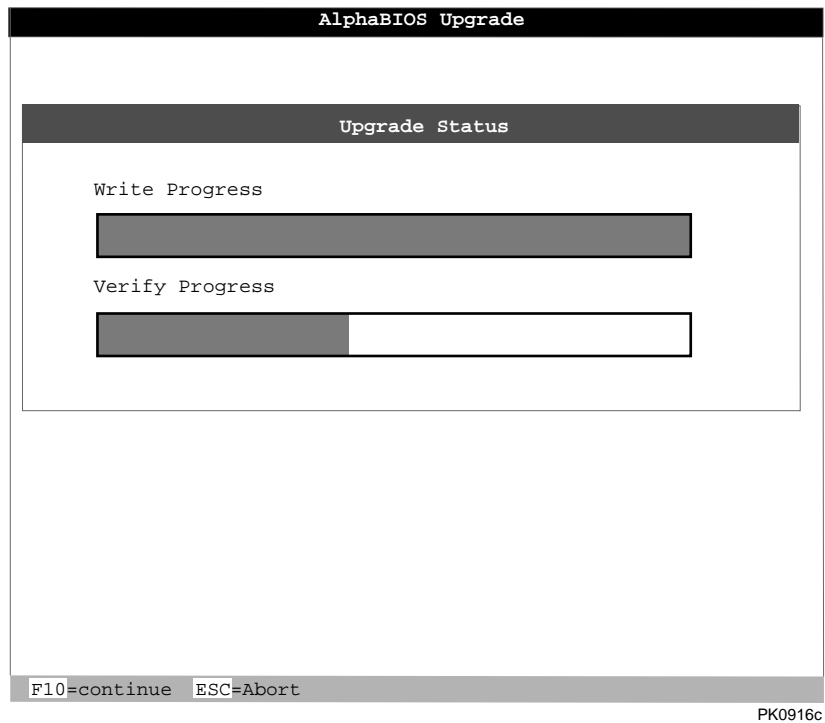 AlphaBIOS Upgrade
Upgrade Status
Write Progress
Verify Progress
F10=continue ESC=Abort
PK0916c